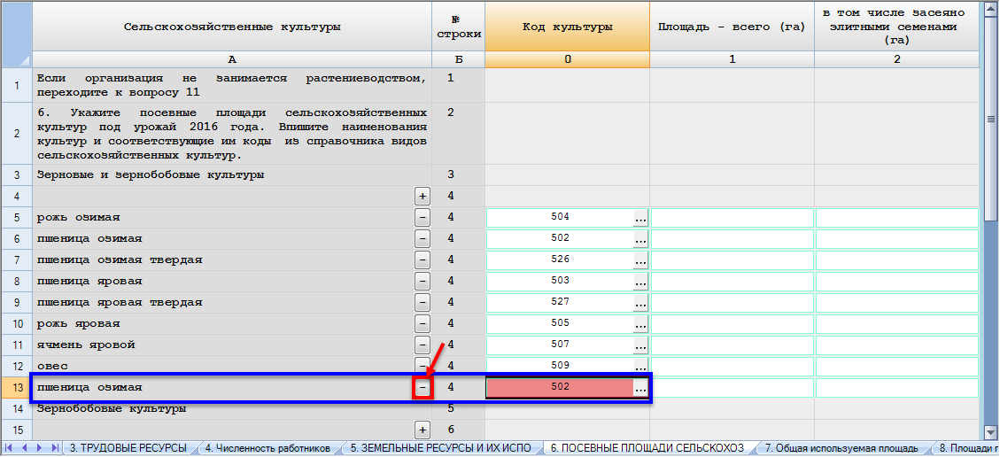 Сельскохозяйственные культуры
№
строки
Код культуры
Площадь - всего (га)
в том числе засеяно
элитными семенами
(га)
А
Б
0
1
2
1
Если организация не занимается растениеводством,
переходите к вопросу 11
1
2
6. Укажите посевные площади сельскохозяйственных
культур под урожай 2016 года. Впишите наименования
культур и соответствующие им коды из справочника видов
сельскохозяйственных культур.
2
3 Зерновые и зернобобовые культуры 3
4 + 4
5 рожь озимая - 4 504 ...
6 пшеница озимая - 4 502 ...
7 пшеница озимая твердая - 4 526 ...
8 пшеница яровая - 4 503 ...
9 пшеница яровая твердая - 4 527 ...
10 рожь яровая - 4 505 ...
11 ячмень яровой - 4 507 ...
12 овес - 4 509 ...
13 пшеница озимая - 4 502 ...
14 Зернобобовые культуры 5
15 + 6
3. ТРУДОВЫЕ РЕСУРСЫ 4. Численность работников 5. ЗЕМЕЛЬНЫЕ РЕСУРСЫ И ИХ ИСПО 6. ПОСЕВНЫЕ ПЛОЩАДИ СЕЛЬСКОХОЗ 7. Общая используемая площадь 8. Площади г